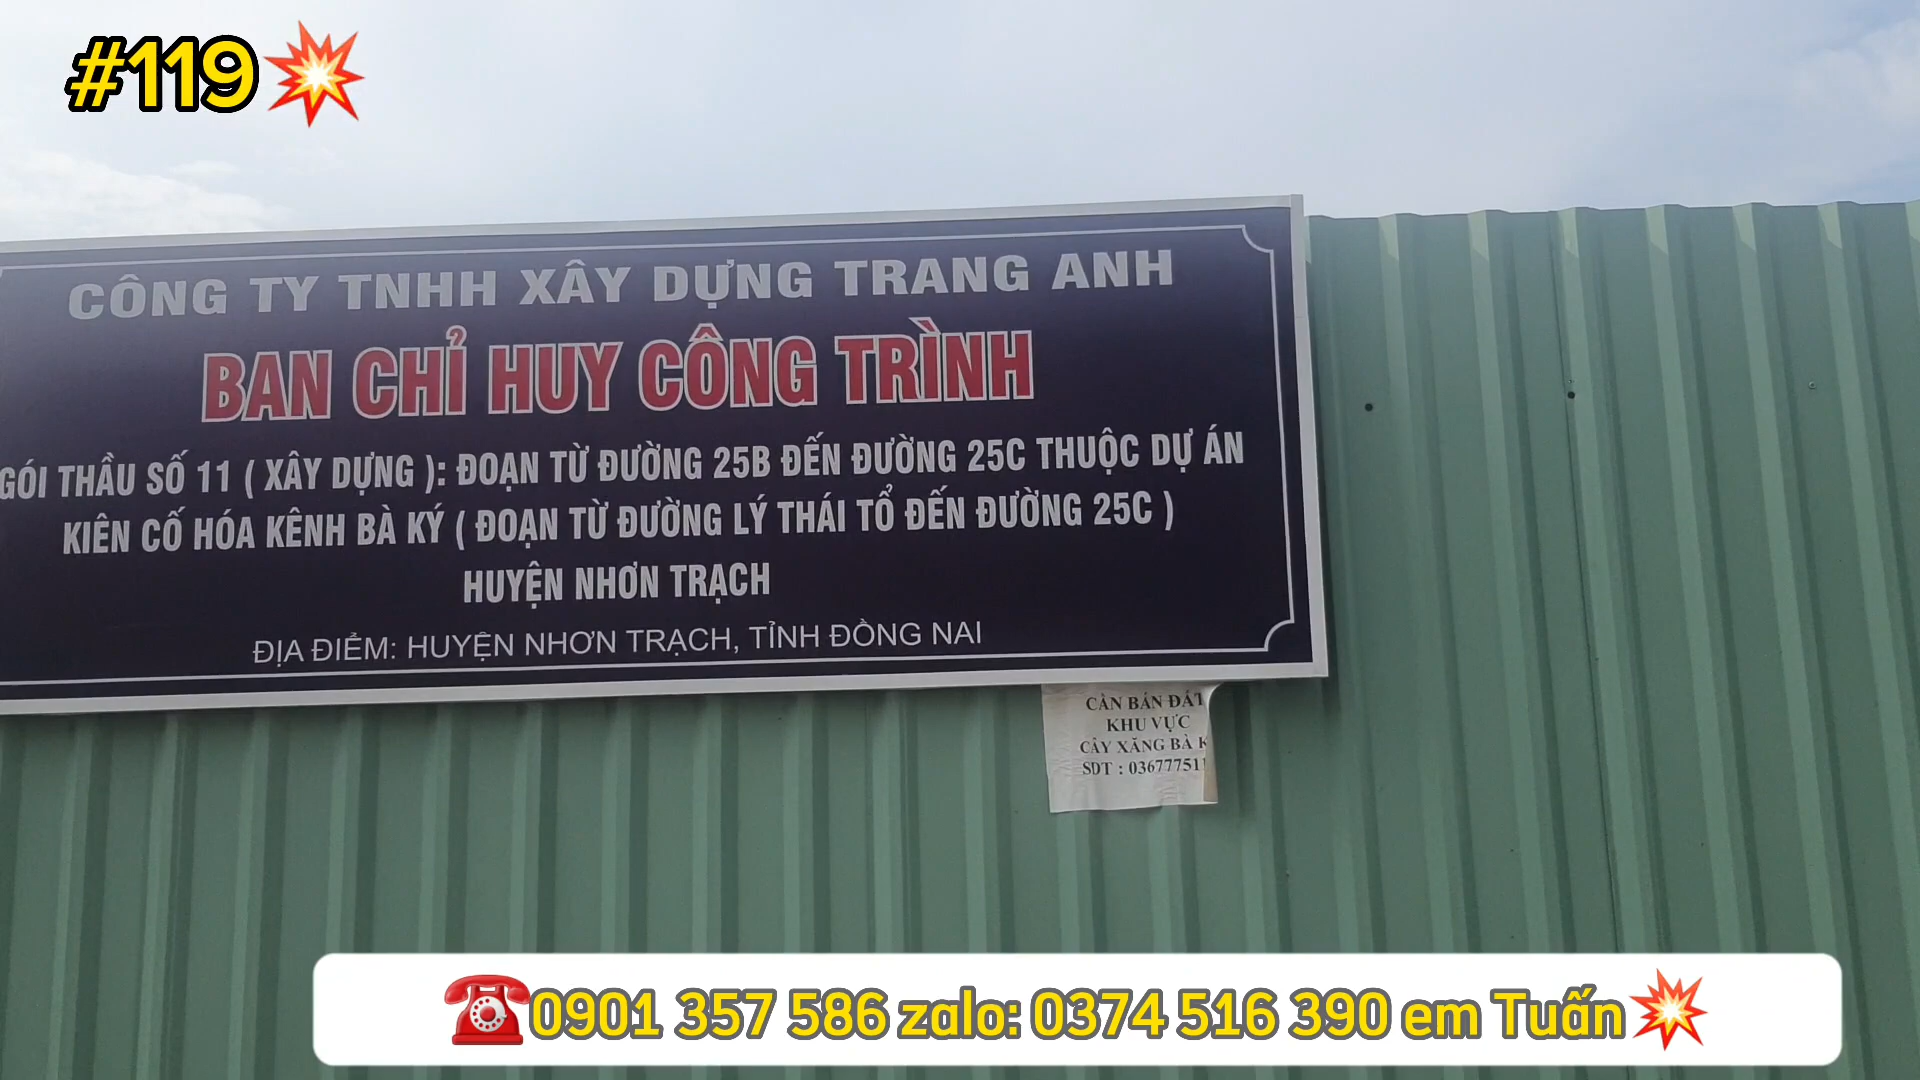 #119
CÔNG TY TNHH XÂY DỰNG TRANG ANH
BAN CHỈ HUY CÔNG TRÌNH
GÓI THẦU SỐ 11 ( XÂY DỰNG ): ĐOẠN TỪ ĐƯỜNG 25B ĐẾN ĐƯỜNG 25C THUỘC DỰ ÁN
KIÊN CỐ HÓA KÊNH BÀ KÝ ( ĐOẠN TỪ ĐƯỜNG LÝ THÁI TỔ ĐẾN ĐƯỜNG 25C )
HUYỆN NHƠN TRẠCH
ĐỊA ĐIỂM: HUYỆN NHƠN TRẠCH, TỈNH ĐỒNG NAI
CẦN BÁN ĐẤT
KHU VỰC
CÂY XĂNG BÀ K
SDT : 03677751
0901 357 586 zalo: 0374 516 390 em Tuấn